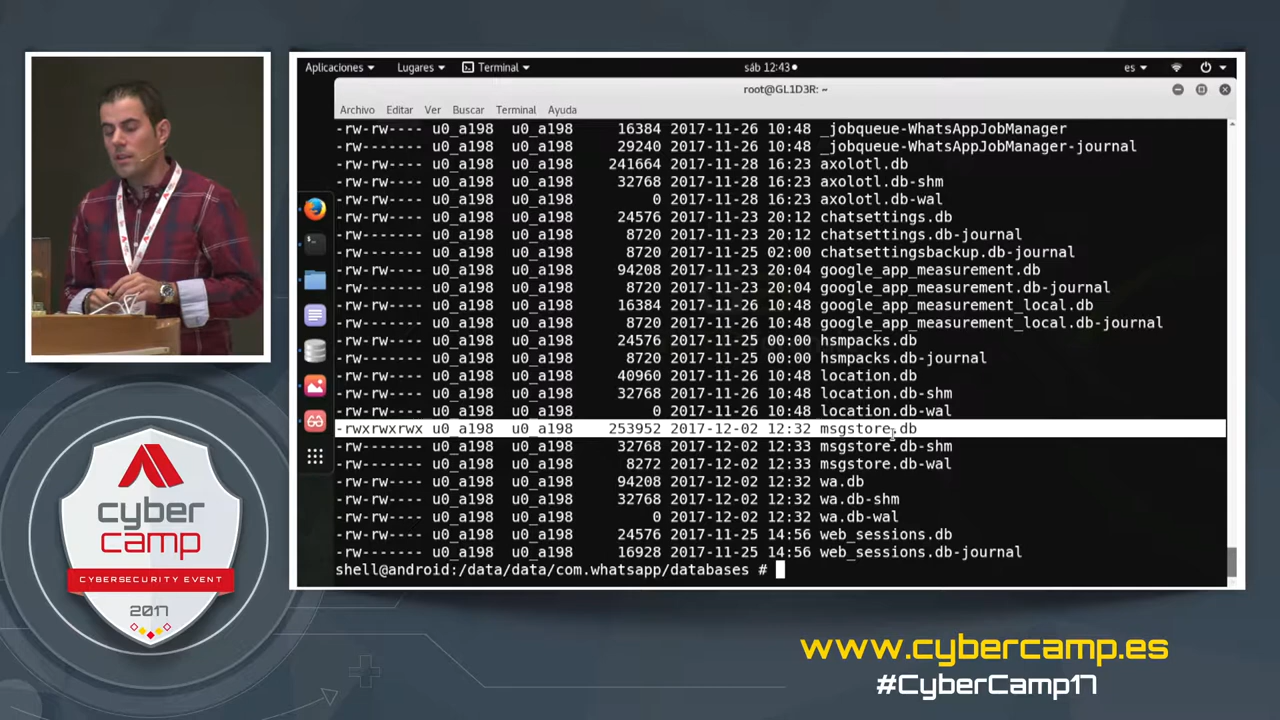 Aplicaciones Lugares Terminal sáb 12:43 es
root@GL1D3R: ~
Archivo Editar Ver Buscar Terminal Ayuda
-rw-rw---- u0_a198 u0_a198 16384 2017-11-26 10:48 _jobqueue-WhatsAppJobManager
-rw------- u0_a198 u0_a198 29240 2017-11-26 10:48 _jobqueue-WhatsAppJobManager-journal
-rw-rw---- u0_a198 u0_a198 241664 2017-11-28 16:23 axolotl.db
-rw------- u0_a198 u0_a198 32768 2017-11-28 16:23 axolotl.db-shm
-rw------- u0_a198 u0_a198 0 2017-11-28 16:23 axolotl.db-wal
-rw-rw---- u0_a198 u0_a198 24576 2017-11-23 20:12 chatsettings.db
-rw------- u0_a198 u0_a198 8720 2017-11-23 20:12 chatsettings.db-journal
-rw------- u0_a198 u0_a198 8720 2017-11-25 02:00 chatsettingsbackup.db-journal
-rw-rw---- u0_a198 u0_a198 94208 2017-11-23 20:04 google_app_measurement.db
-rw------- u0_a198 u0_a198 8720 2017-11-23 20:04 google_app_measurement.db-journal
-rw-rw---- u0_a198 u0_a198 16384 2017-11-26 10:48 google_app_measurement_local.db
-rw------- u0_a198 u0_a198 8720 2017-11-26 10:48 google_app_measurement_local.db-journal
-rw-rw---- u0_a198 u0_a198 24576 2017-11-25 00:00 hsmpacks.db
-rw------- u0_a198 u0_a198 8720 2017-11-25 00:00 hsmpacks.db-journal
-rw-rw---- u0_a198 u0_a198 40960 2017-11-26 10:48 location.db
-rw-rw---- u0_a198 u0_a198 32768 2017-11-26 10:48 location.db-shm
-rw-rw---- u0_a198 u0_a198 0 2017-11-26 10:48 location.db-wal
-rwxrwxrwx u0_a198 u0_a198 253952 2017-12-02 12:32 msgstore.db
-rw------- u0_a198 u0_a198 32768 2017-12-02 12:33 msgstore.db-shm
-rw------- u0_a198 u0_a198 8272 2017-12-02 12:33 msgstore.db-wal
-rw-rw---- u0_a198 u0_a198 94208 2017-12-02 12:32 wa.db
-rw-rw---- u0_a198 u0_a198 32768 2017-12-02 12:32 wa.db-shm
-rw-rw---- u0_a198 u0_a198 0 2017-12-02 12:32 wa.db-wal
-rw-rw---- u0_a198 u0_a198 24576 2017-11-25 14:56 web_sessions.db
-rw------- u0_a198 u0_a198 16928 2017-11-25 14:56 web_sessions.db-journal
shell@android:/data/data/com.whatsapp/databases #
cyber
camp
CYBERSECURITY EVENT
2017
www.cybercamp.es
#CyberCamp17